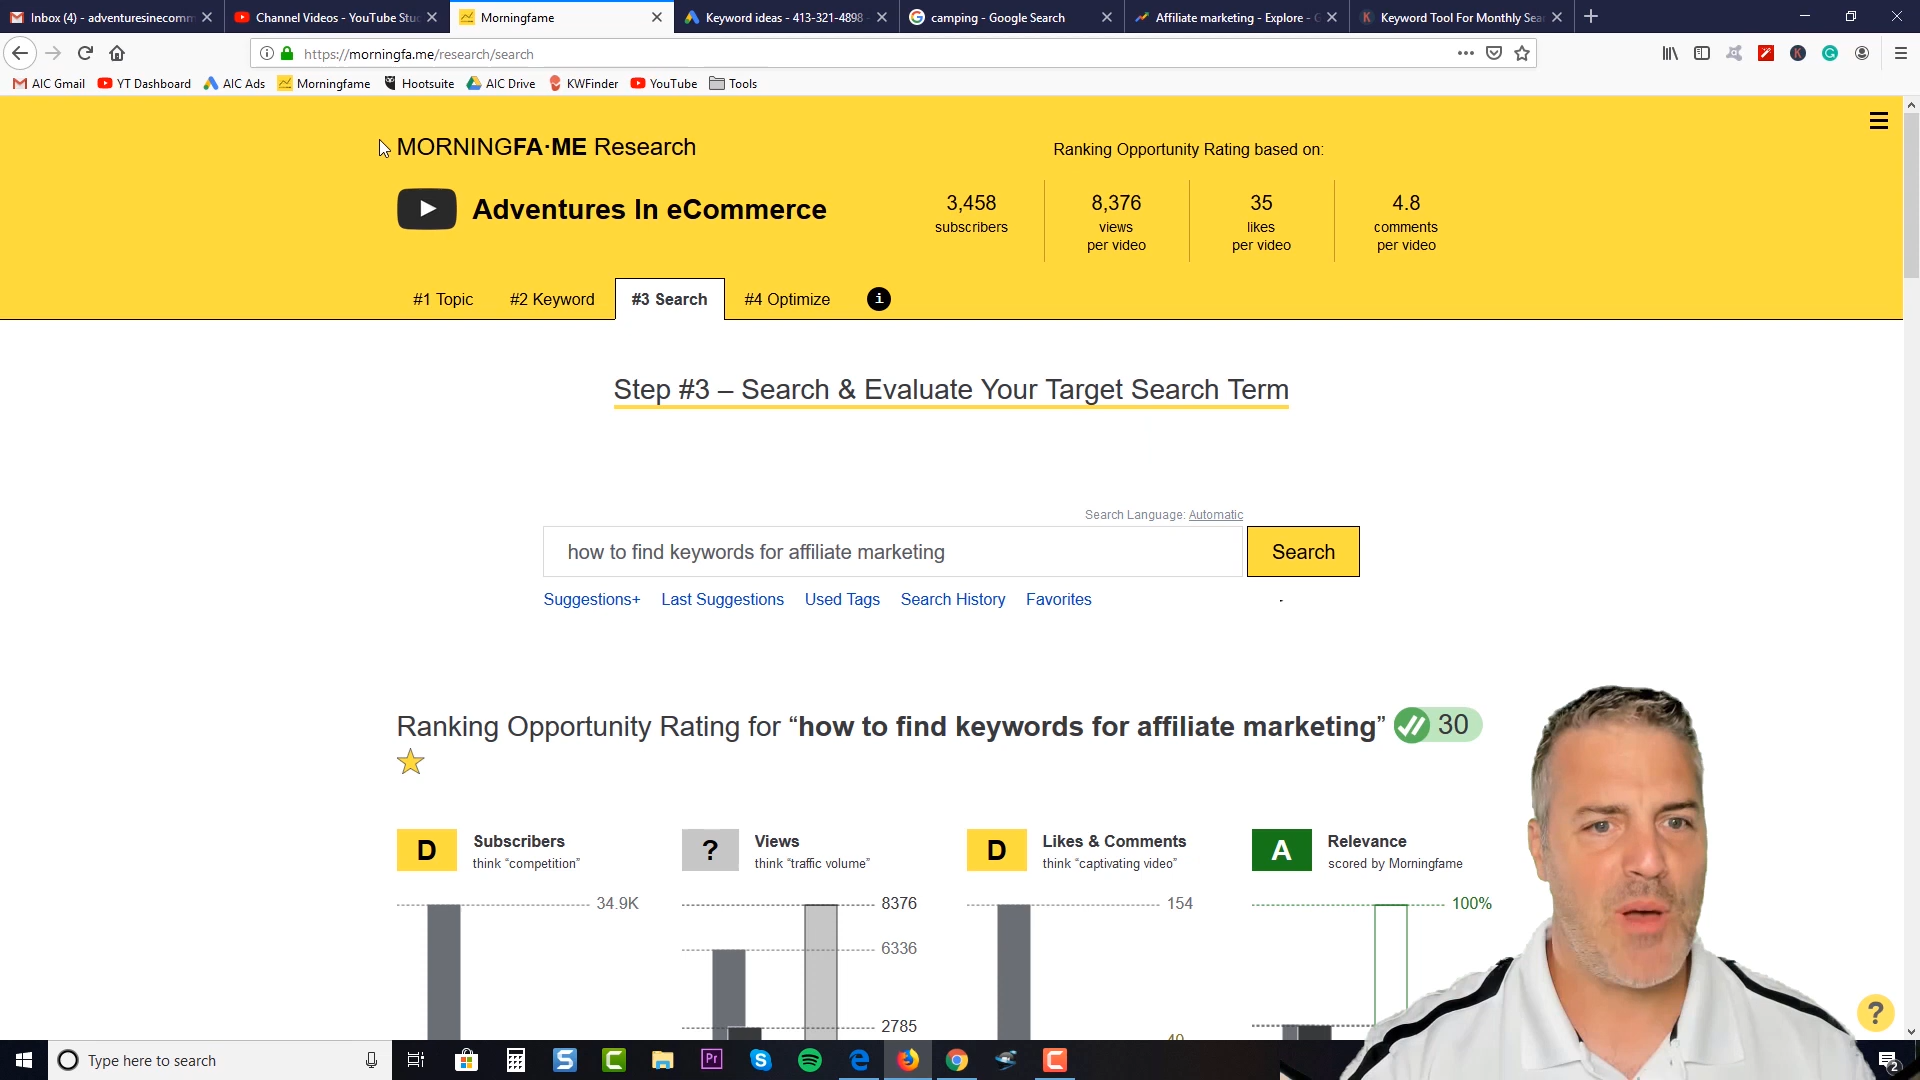 Inbox (4) - adventuresinecomm
Channel Videos - YouTube Stud
Morningfame
Keyword ideas - 413-321-4898 -
camping - Google Search
Affiliate marketing - Explore - G
Keyword Tool For Monthly Sea
https://morningfa.me/research/search
AIC Gmail
YT Dashboard
AIC Ads
Morningfame
Hootsuite
AIC Drive
KWFinder
YouTube
Tools
MORNINGFA·ME Research
Ranking Opportunity Rating based on:
Adventures In eCommerce
3,458
subscribers
8,376
views
per video
35
likes
per video
4.8
comments
per video
#1 Topic
#2 Keyword
#3 Search
#4 Optimize
i
Step #3 – Search & Evaluate Your Target Search Term
Search Language: Automatic
how to find keywords for affiliate marketing
Search
Suggestions+
Last Suggestions
Used Tags
Search History
Favorites
-
Ranking Opportunity Rating for “how to find keywords for affiliate marketing” 30
D
Subscribers
think “competition”
?
Views
think “traffic volume”
D
Likes & Comments
think “captivating video”
A
Relevance
scored by Morningfame
34.9K
8376
6336
2785
154
100%
?
Type here to search
2